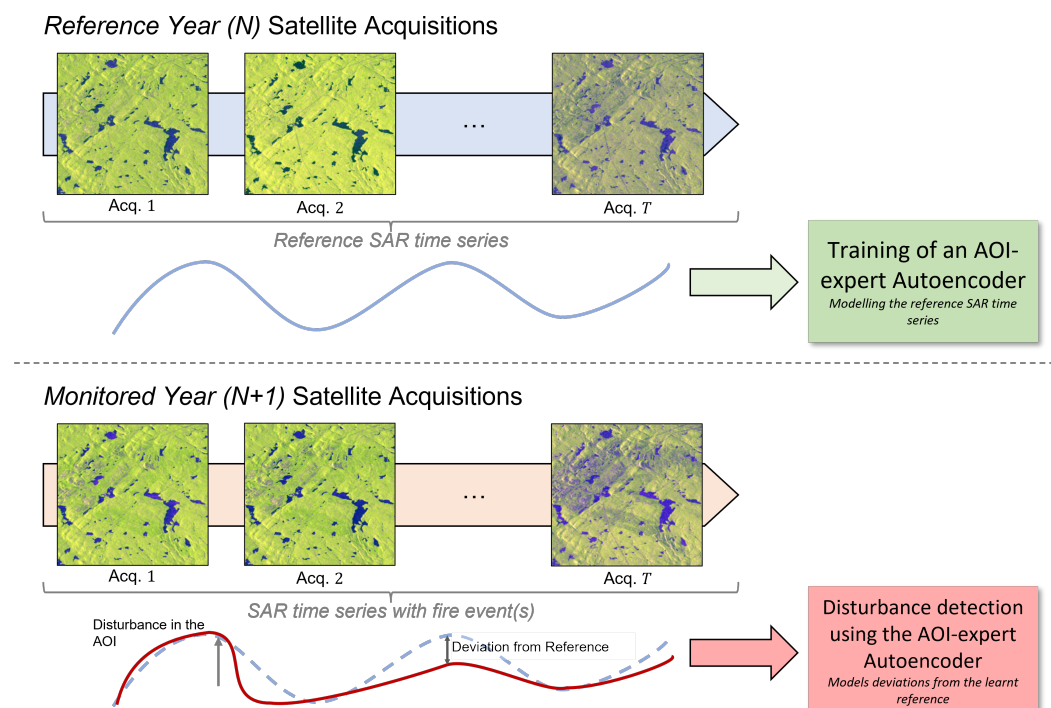 Reference Year (N) Satellite Acquisitions
...
Acq. 1
Acq. 2
Acq. T
Reference SAR time series
Training of an AOI-
expert Autoencoder
Modelling the reference SAR time
series
Monitored Year (N+1) Satellite Acquisitions
...
Acq. 1
Acq. 2
Acq. T
SAR time series with fire event(s)
Disturbance in the
AOI
Deviation from Reference
Disturbance detection
using the AOI-expert
Autoencoder
Models deviations from the learnt
reference